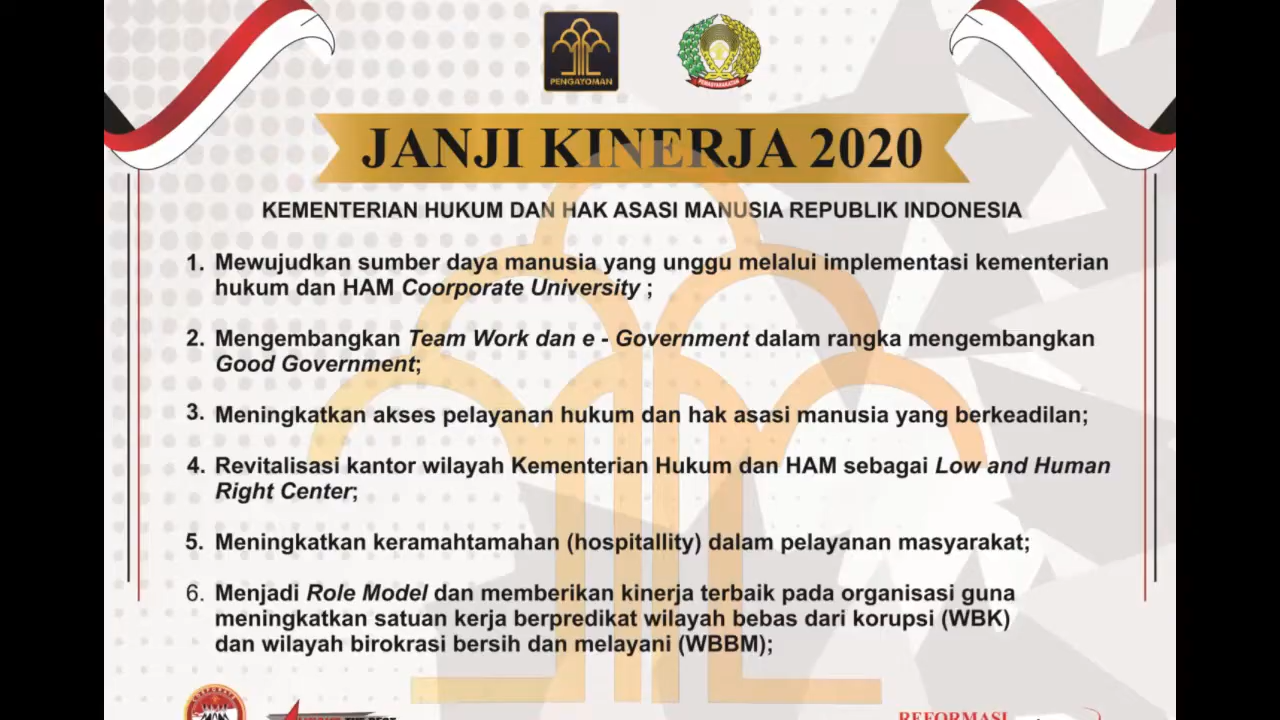 PENGAYOMAN
PEMASYARAKATAN
JANJI KINERJA 2020
KEMENTERIAN HUKUM DAN HAK ASASI MANUSIA REPUBLIK INDONESIA
1. Mewujudkan sumber daya manusia yang unggu melalui implementasi kementerian
hukum dan HAM Coorporate University ;
2. Mengembangkan Team Work dan e - Government dalam rangka mengembangkan
Good Government;
3. Meningkatkan akses pelayanan hukum dan hak asasi manusia yang berkeadilan;
4. Revitalisasi kantor wilayah Kementerian Hukum dan HAM sebagai Low and Human
Right Center;
5. Meningkatkan keramahtamahan (hospitallity) dalam pelayanan masyarakat;
6. Menjadi Role Model dan memberikan kinerja terbaik pada organisasi guna
meningkatkan satuan kerja berpredikat wilayah bebas dari korupsi (WBK)
dan wilayah birokrasi bersih dan melayani (WBBM);
CORPORATE
THE BEST
REFORMASI